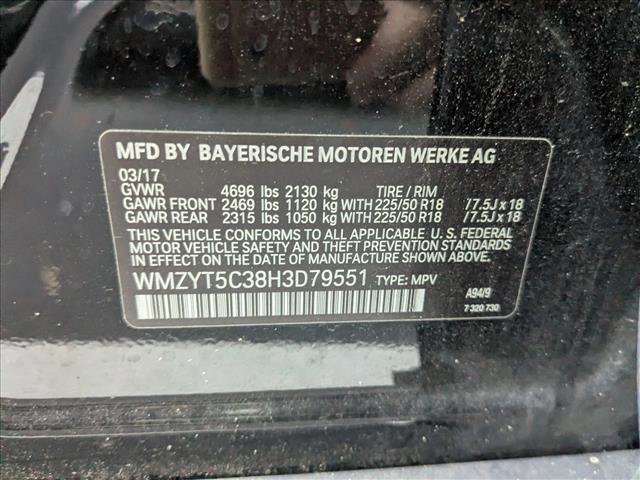 MFD BY BAYERISCHE MOTOREN WERKE AG
03/17
GVWR 4696 lbs 2130 kg TIRE / RIM
GAWR FRONT 2469 lbs 1120 kg WITH 225/50 R18 /7.5J x 18
GAWR REAR 2315 lbs 1050 kg WITH 225/50 R18 /7.5J x 18
THIS VEHICLE CONFORMS TO ALL APPLICABLE U. S. FEDERAL
MOTOR VEHICLE SAFETY, BUMPER AND THEFT PREVENTION STANDARDS
IN EFFECT ON THE DATE OF MANUFACTURE SHOWN ABOVE.
WMZYT5C38H3D79551 TYPE: MPV
A94/9
7 320 730